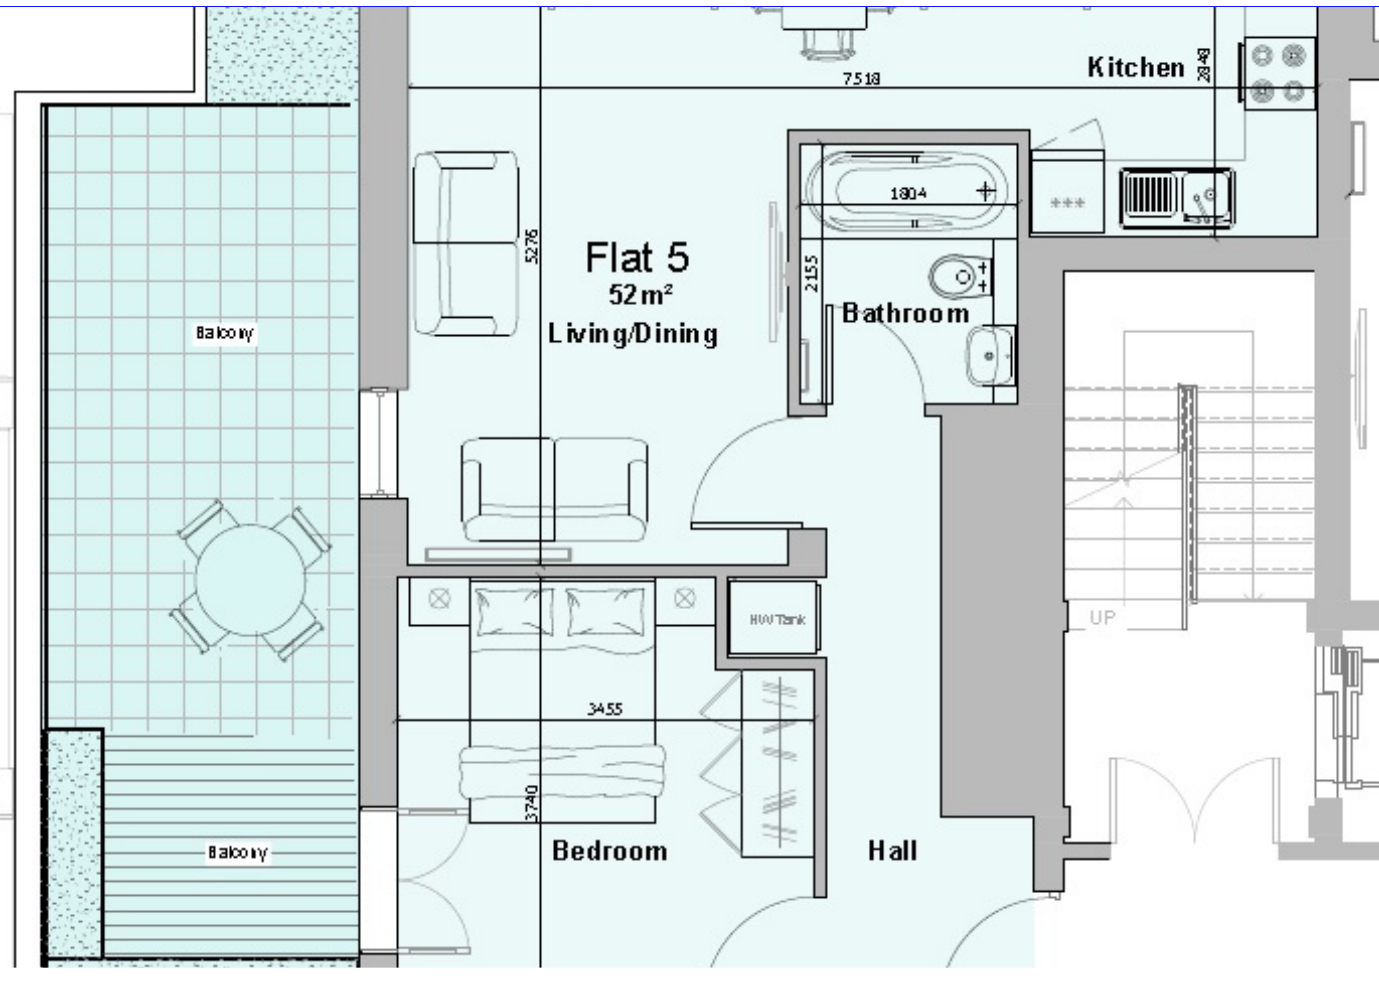 Kitchen
2848
7518
1804
5276
Flat 5
52m²
Living/Dining
2155
Bathroom
***
Balcony
UP
HW Tank
3455
3740
Bedroom
Hall
Balcony